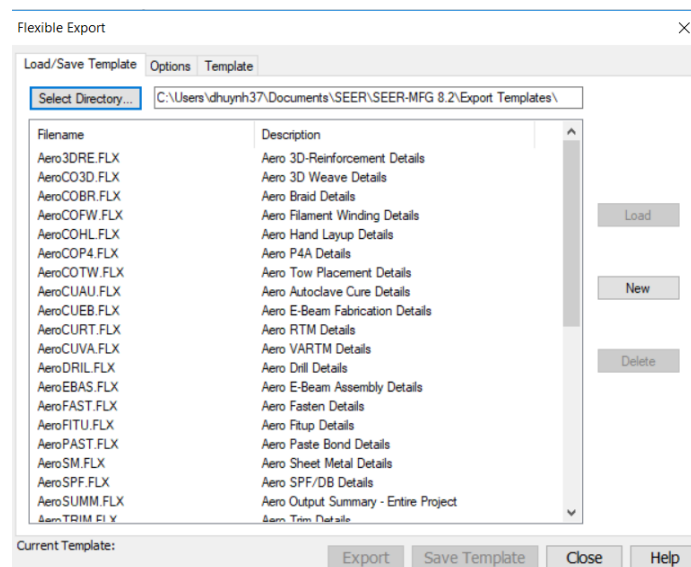 Flexible Export
Load/Save Template Options Template
Select Directory... C:\Users\dhuynh37\Documents\SEER\SEER-MFG 8.2\Export Templates\
Filename Description
Aero3DRE.FLX Aero 3D-Reinforcement Details
AeroCO3D.FLX Aero 3D Weave Details
AeroCOBR.FLX Aero Braid Details
AeroCOFW.FLX Aero Filament Winding Details
Load
AeroCOHL.FLX Aero Hand Layup Details
AeroCOP4.FLX Aero P4A Details
AeroCOTW.FLX Aero Tow Placement Details
AeroCUAU.FLX Aero Autoclave Cure Details
New
AeroCUEB.FLX Aero E-Beam Fabrication Details
AeroCURT.FLX Aero RTM Details
AeroCUVA.FLX Aero VARTM Details
AeroDRIL.FLX Aero Drill Details
Delete
AeroEBAS.FLX Aero E-Beam Assembly Details
AeroFAST.FLX Aero Fasten Details
AeroFITU.FLX Aero Fitup Details
AeroPAST.FLX Aero Paste Bond Details
AeroSM.FLX Aero Sheet Metal Details
AeroSPF.FLX Aero SPF/DB Details
AeroSUMM.FLX Aero Output Summary - Entire Project
AeroTRIM.FLX Aero Trim Details
Current Template:
Export Save Template Close Help